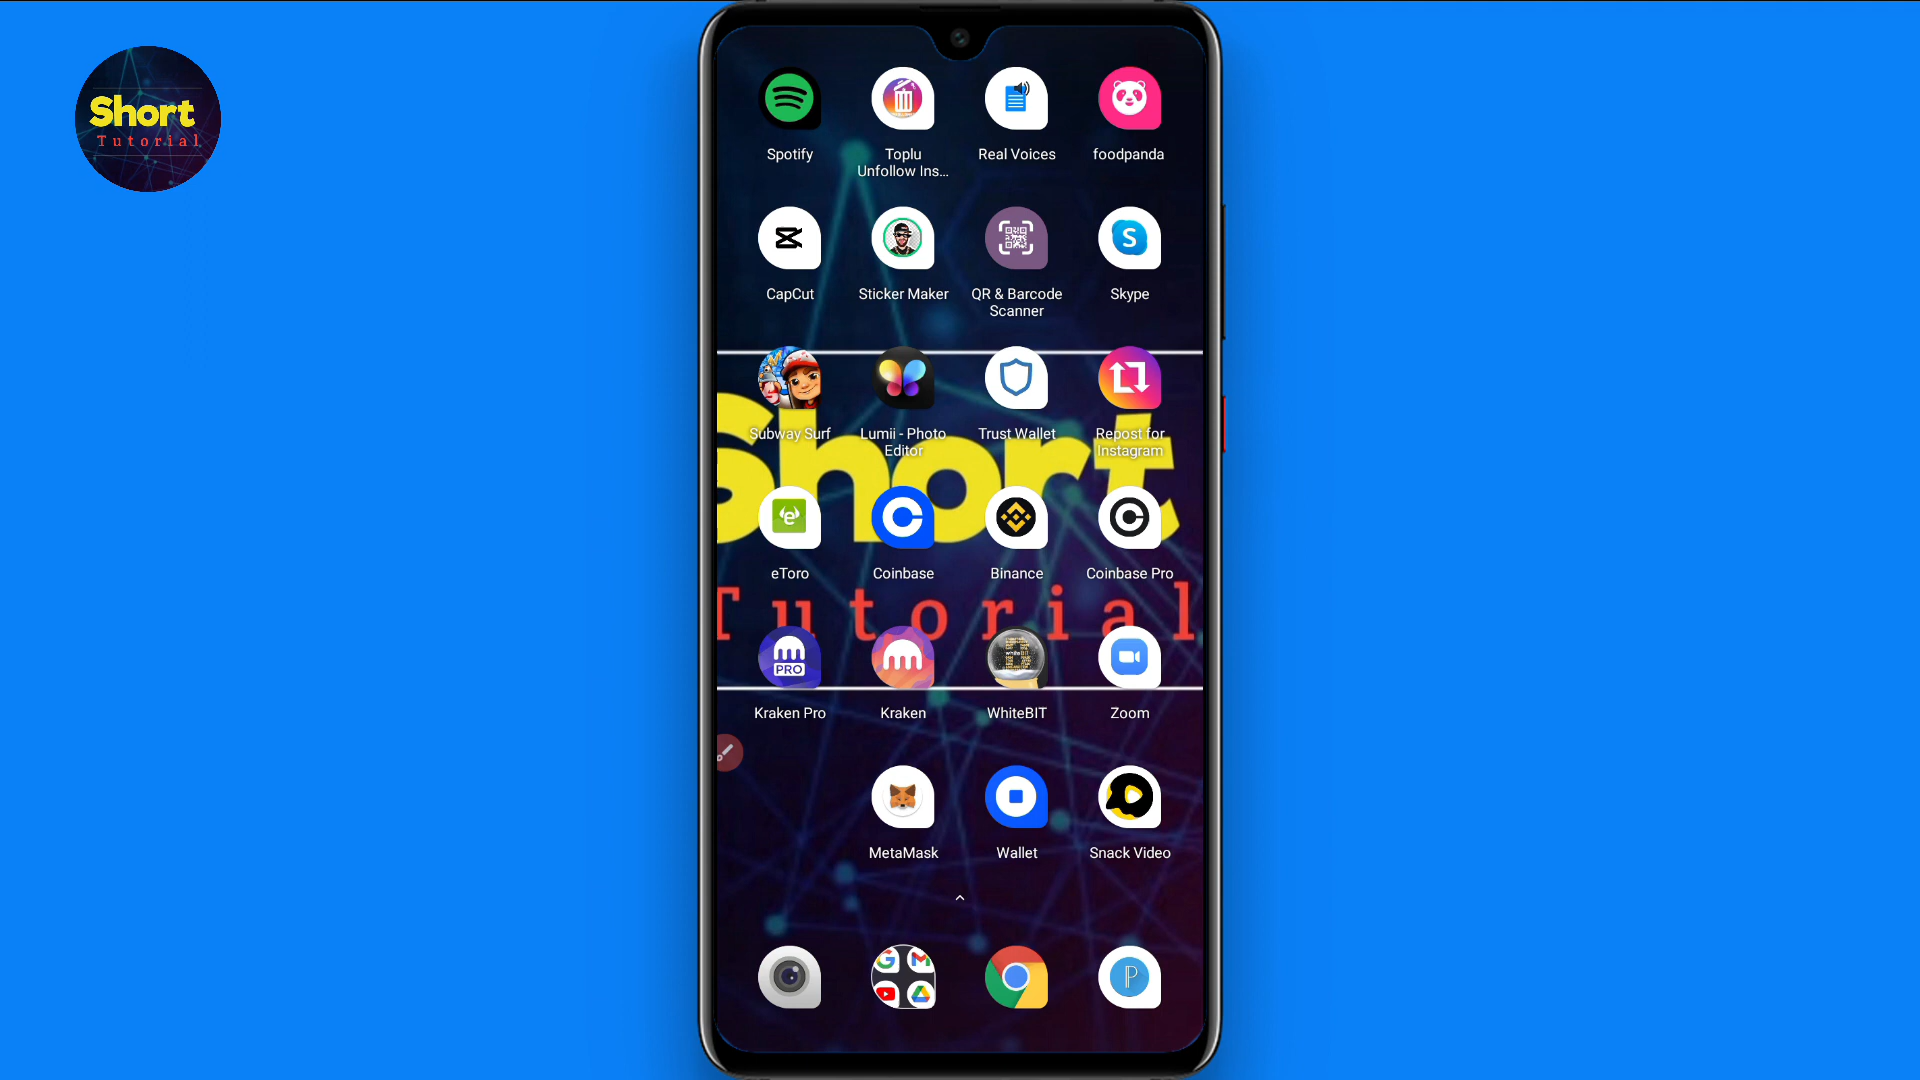 Short
Tutorial
Spotify
Toplu
Unfollow Ins...
Real Voices
foodpanda
CapCut
Sticker Maker
QR & Barcode
Scanner
S
Skype
Subway Surf
Lumii - Photo
Editor
Trust Wallet
Repost for
Instagram
Short
e
eToro
Coinbase
Binance
Coinbase Pro
Tutorial
PRO
Kraken Pro
Kraken
WhiteBIT
Zoom
MetaMask
Wallet
Snack Video
P